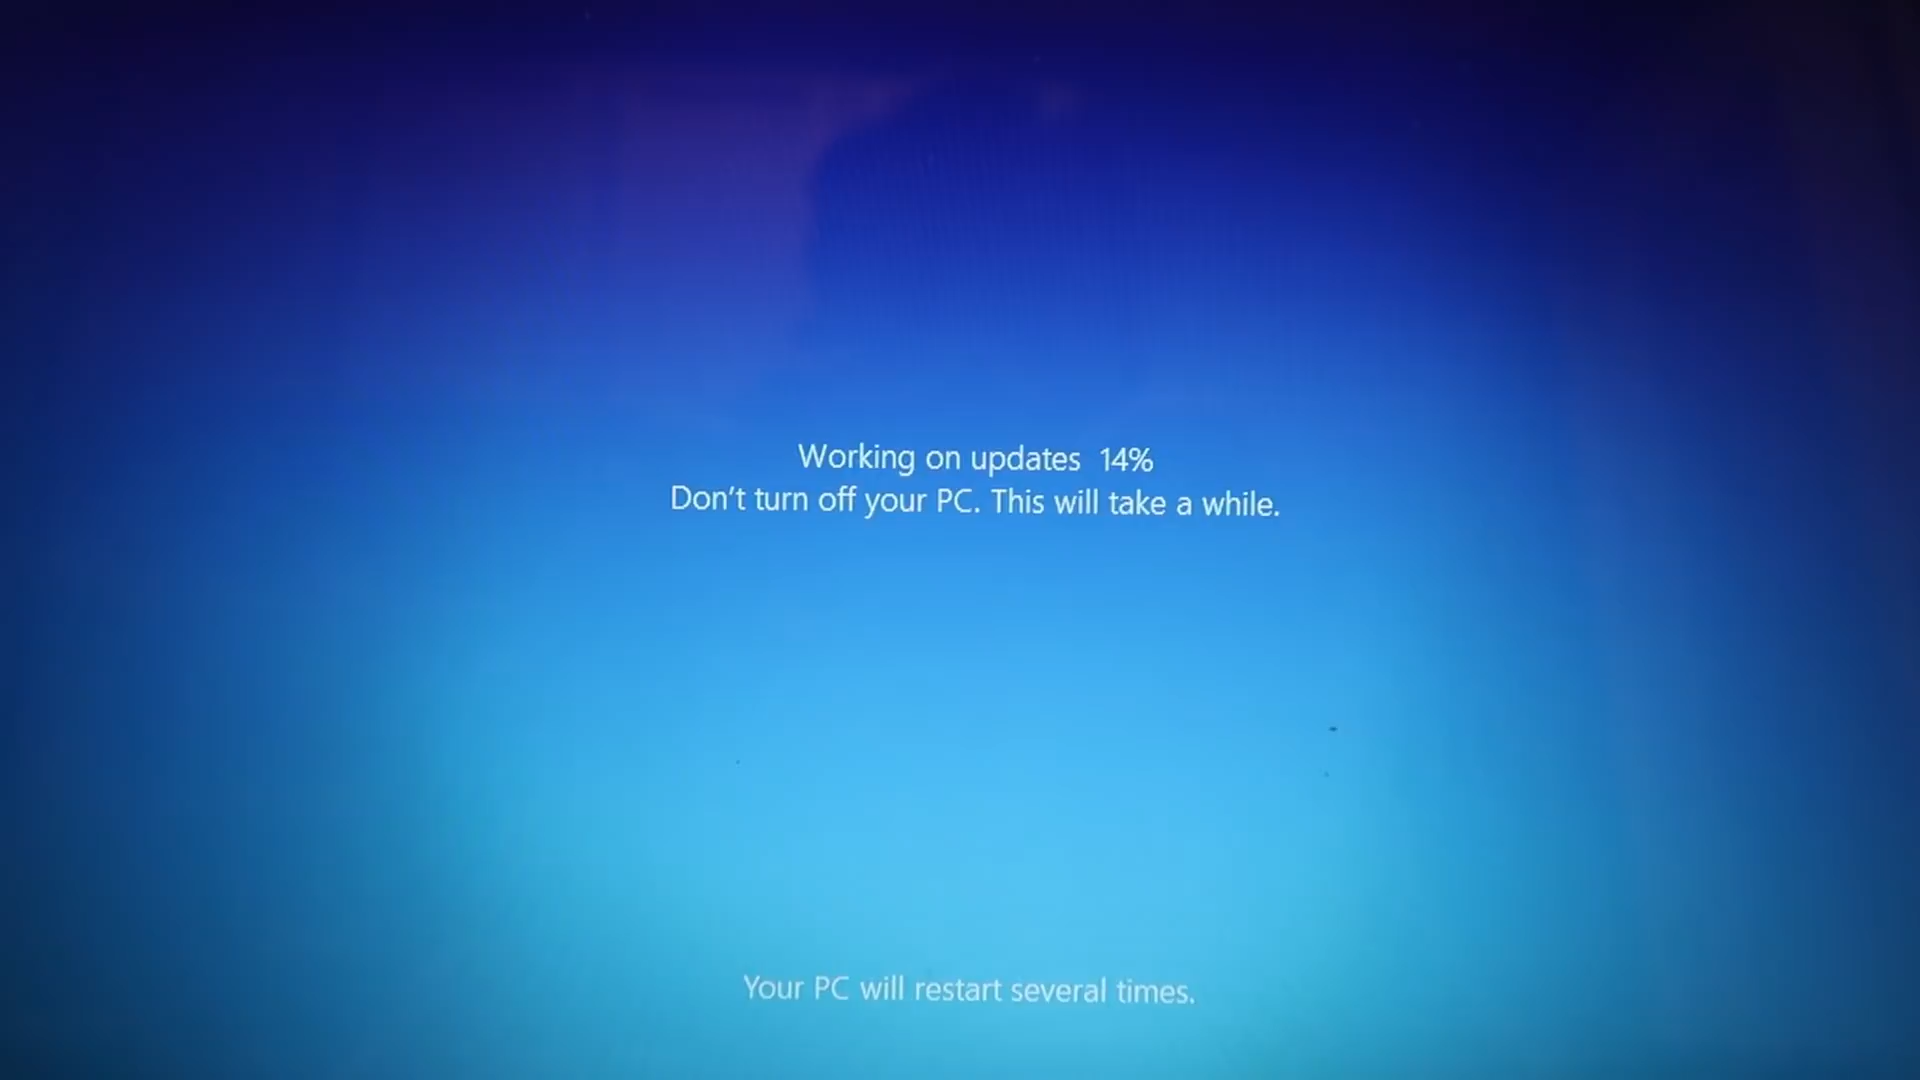 Working on updates 14%
Don't turn off your PC. This will take a while.
Your PC will restart several times.